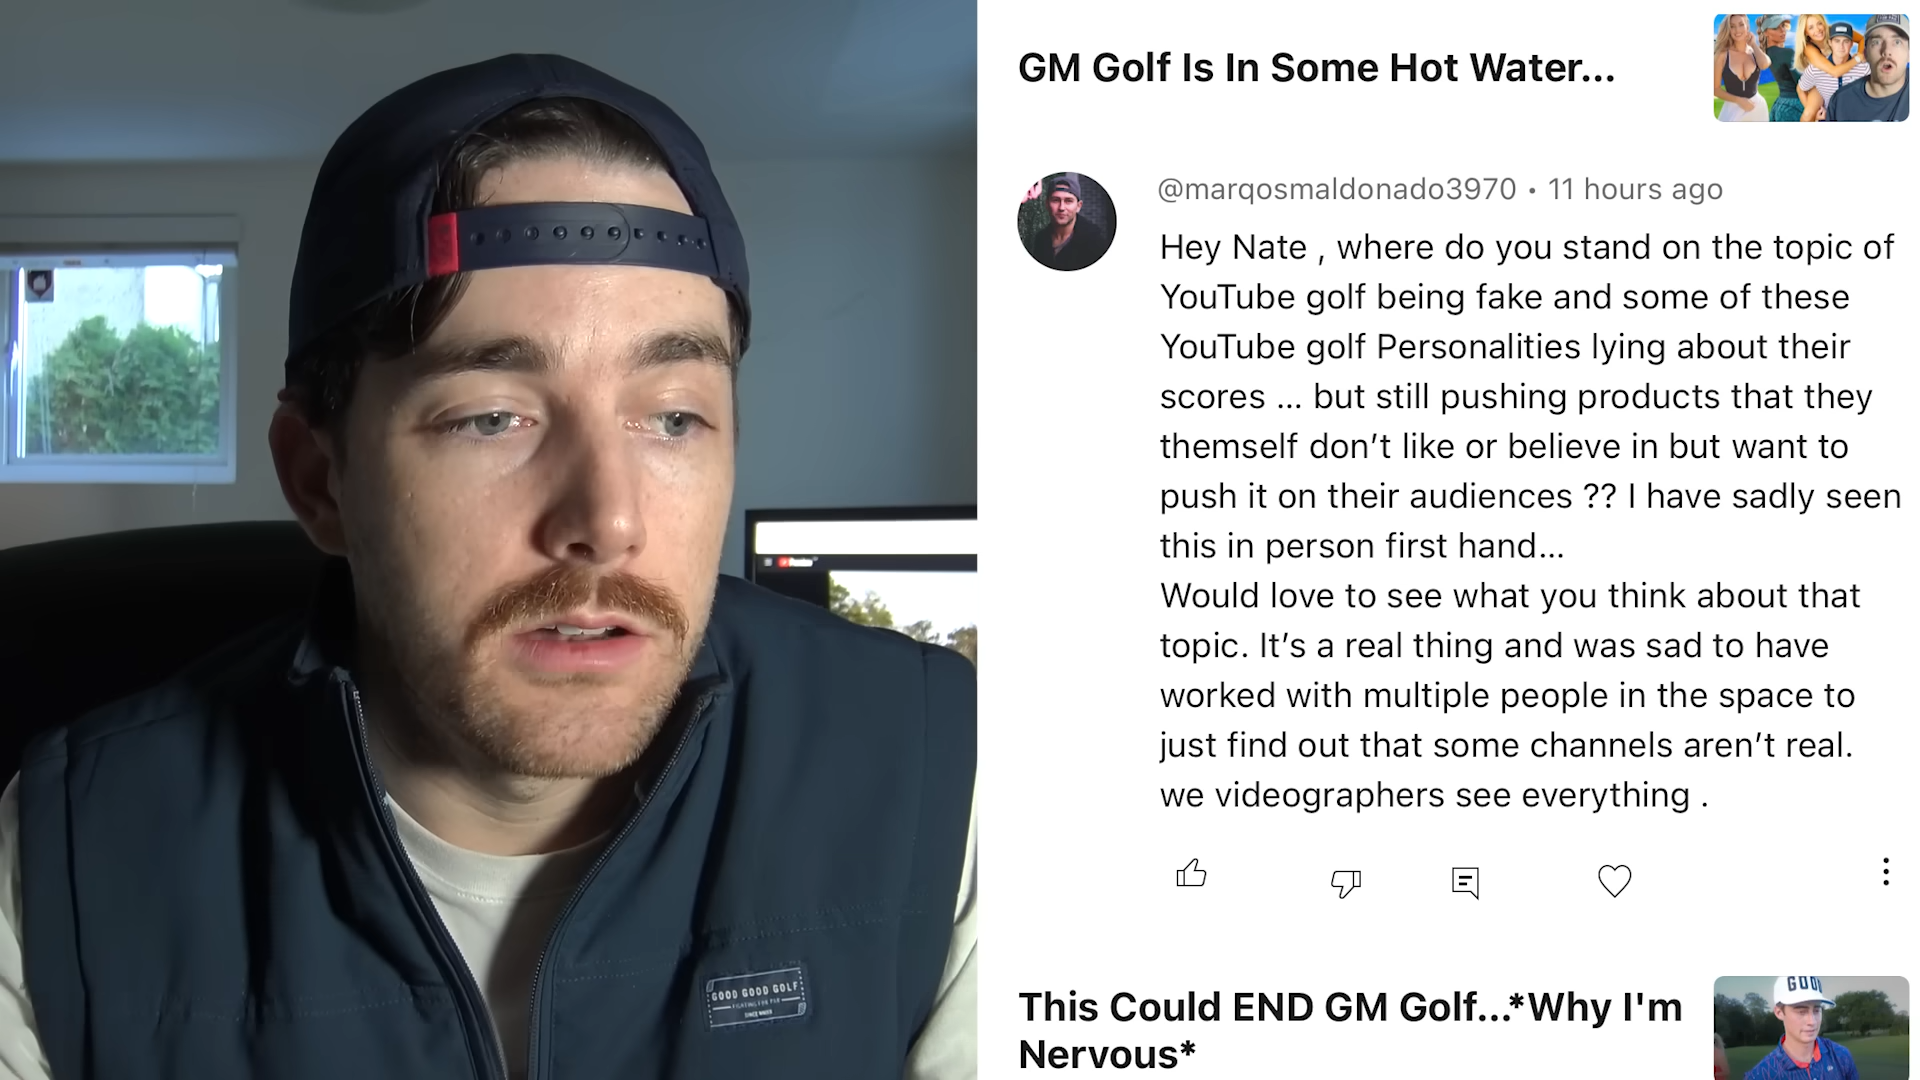 GM Golf Is In Some Hot Water...
@marqosmaldonado3970 • 11 hours ago
Hey Nate , where do you stand on the topic of
YouTube golf being fake and some of these
YouTube golf Personalities lying about their
scores ... but still pushing products that they
themself don’t like or believe in but want to
push it on their audiences ?? I have sadly seen
this in person first hand...
Would love to see what you think about that
topic. It’s a real thing and was sad to have
worked with multiple people in the space to
just find out that some channels aren’t real.
we videographers see everything .
This Could END GM Golf...*Why I'm
Nervous*
GOOD GOOD GOLF
FIGHTING FOR PAR